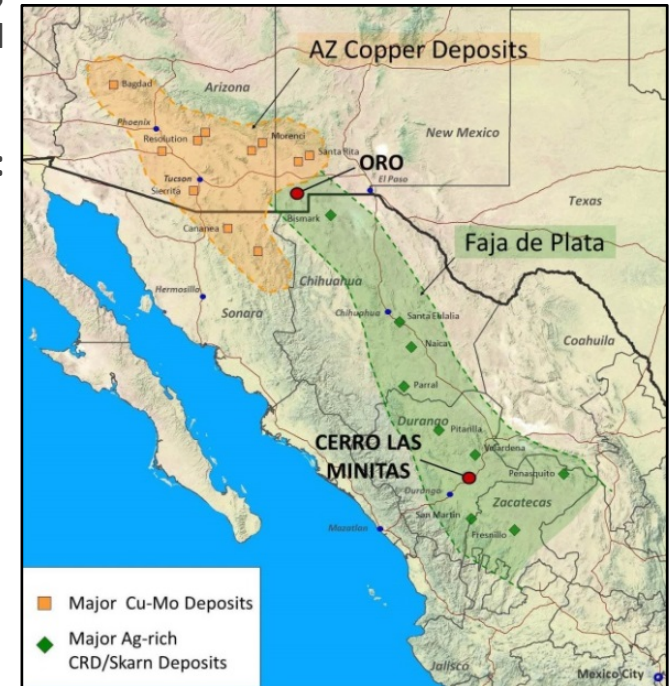 AZ Copper Deposits
Bagdad
Arizona
Phoenix
Resolution
Morenci
New Mexico
Santa Rita
ORO
Tucson
El Paso
Sierrita
Texas
Bismark
Cananea
Faja de Plata
Chihuahua
Hermosillo
Sonara
Chihuahua
Santa Eulalia
Coahuila
Naica
Parral
Durango
Pitarilla
CERRO LAS
MINITAS
Velardena
Penasquito
Durango
Zacatecas
San Martin
Fresnillo
Mazatlan
Major Cu-Mo Deposits
Major Ag-rich
CRD/Skarn Deposits
Jalisco
Mexico City